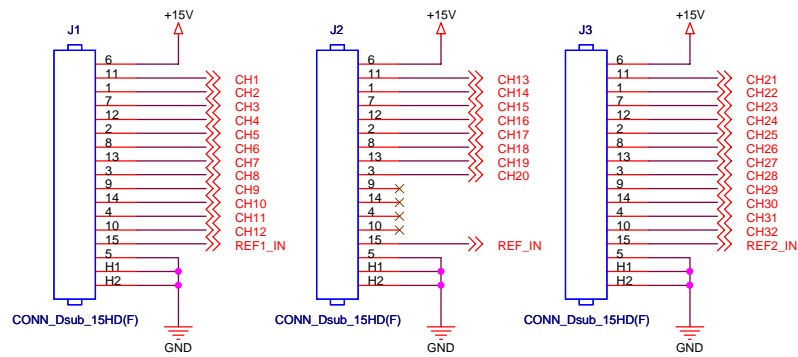 +15V
J1
6
11 CH1
1 CH2
7 CH3
12 CH4
2 CH5
8 CH6
13 CH7
3 CH8
9 CH9
14 CH10
4 CH11
10 CH12
15 REF1_IN
5
H1
H2
CONN_Dsub_15HD(F)
GND
+15V
J2
6
11 CH13
1 CH14
7 CH15
12 CH16
2 CH17
8 CH18
13 CH19
3 CH20
9
14
4
10
15 REF_IN
5
H1
H2
CONN_Dsub_15HD(F)
GND
+15V
J3
6
11 CH21
1 CH22
7 CH23
12 CH24
2 CH25
8 CH26
13 CH27
3 CH28
9 CH29
14 CH30
4 CH31
10 CH32
15 REF2_IN
5
H1
H2
CONN_Dsub_15HD(F)
GND